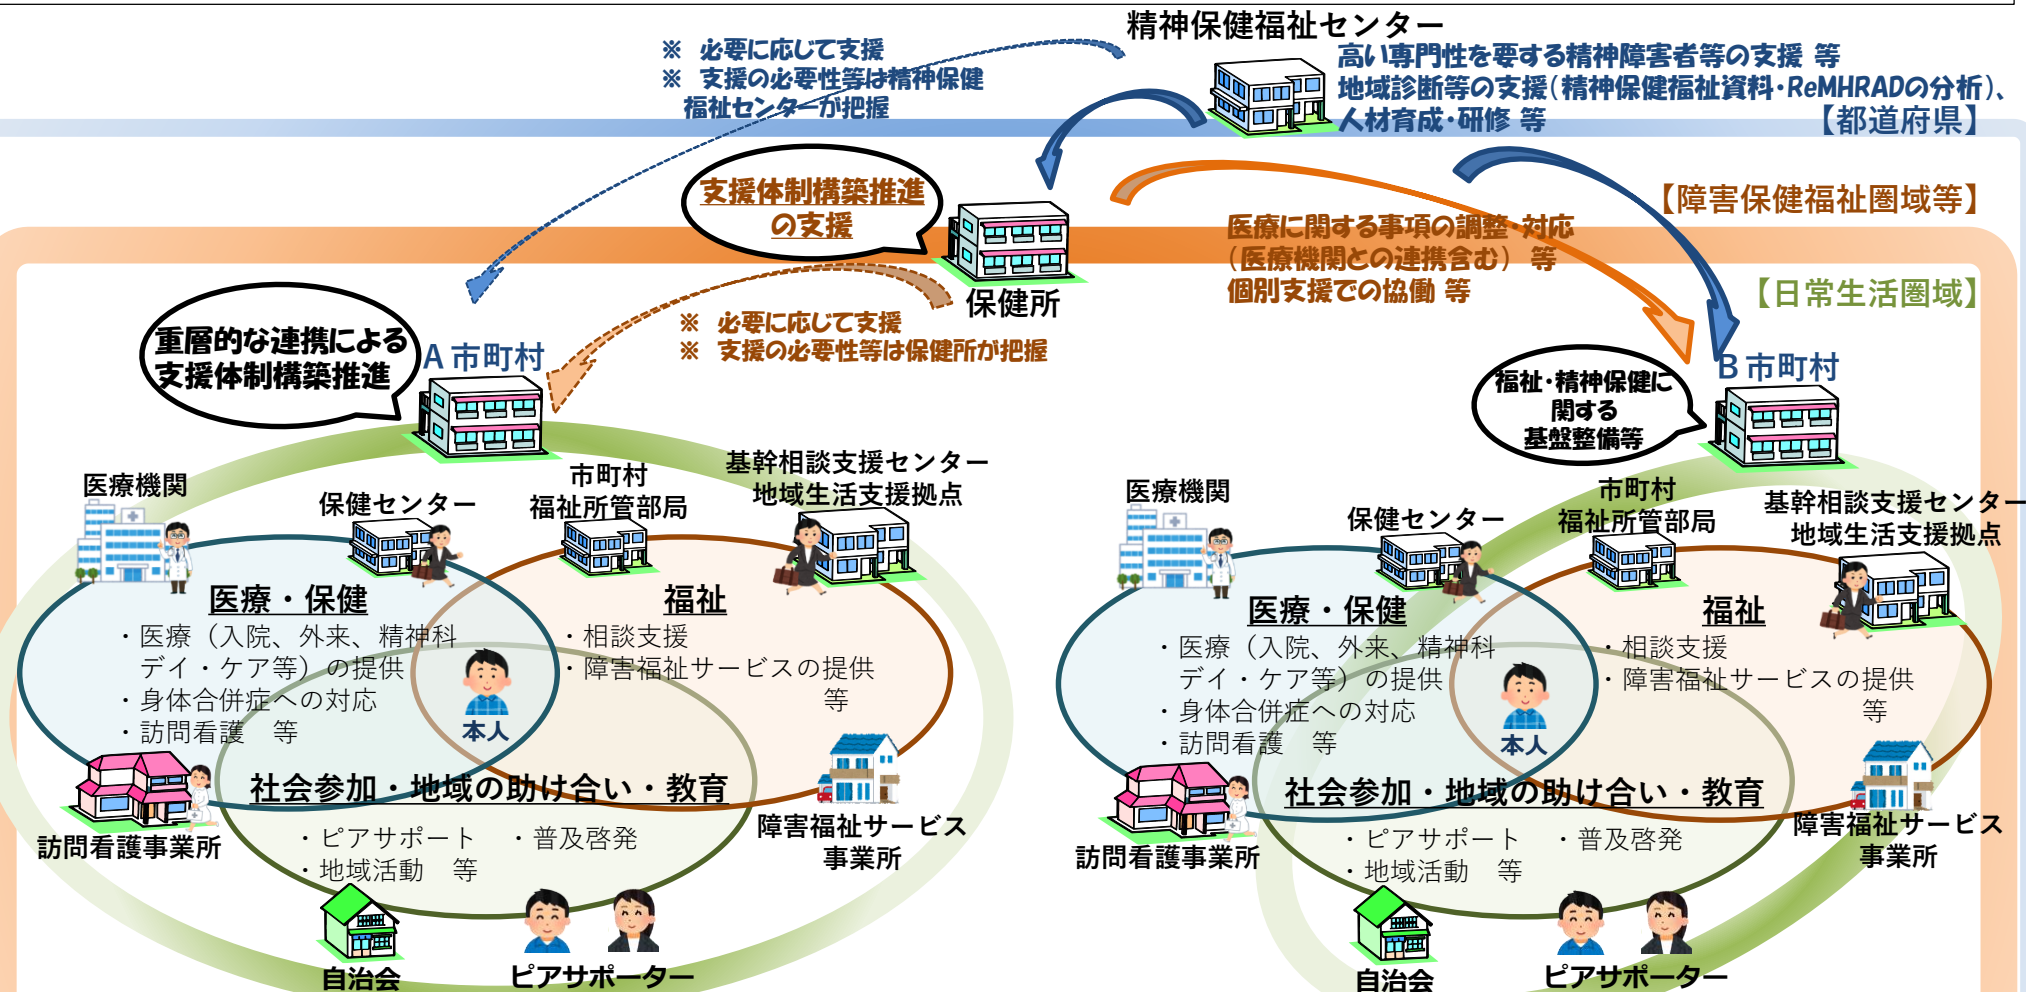 精神保健福祉センター
※ 必要に応じて支援
※ 支援の必要性等は精神保健
福祉センターが把握
高い専門性を要する精神障害者等の支援 等
地域診断等の支援(精神保健福祉資料・ReMHRADの分析)、
人材育成・研修 等
【都道府県】
支援体制構築推進
の支援
【障害保健福祉圏域等】
医療に関する事項の調整・対応
(医療機関との連携含む) 等
個別支援での協働 等
保健所
【日常生活圏域】
※ 必要に応じて支援
※ 支援の必要性等は保健所が把握
重層的な連携による
支援体制構築推進
A市町村
福祉・精神保健に
関する
基盤整備等
B市町村
医療機関
保健センター
市町村
福祉所管部局
基幹相談支援センター
地域生活支援拠点
医療・保健
・医療(入院、外来、精神科
デイ・ケア等)の提供
・身体合併症への対応
・訪問看護 等
福祉
・相談支援
・障害福祉サービスの提供
等
本人
社会参加・地域の助け合い・教育
・ピアサポート ・普及啓発
・地域活動 等
訪問看護事業所
障害福祉サービス
事業所
自治会
ピアサポーター
医療機関
保健センター
市町村
福祉所管部局
基幹相談支援センター
地域生活支援拠点
医療・保健
・医療(入院、外来、精神科
デイ・ケア等)の提供
・身体合併症への対応
・訪問看護 等
福祉
・相談支援
・障害福祉サービスの提供
等
本人
社会参加・地域の助け合い・教育
・ピアサポート ・普及啓発
・地域活動 等
訪問看護事業所
障害福祉サービス
事業所
自治会
ピアサポーター